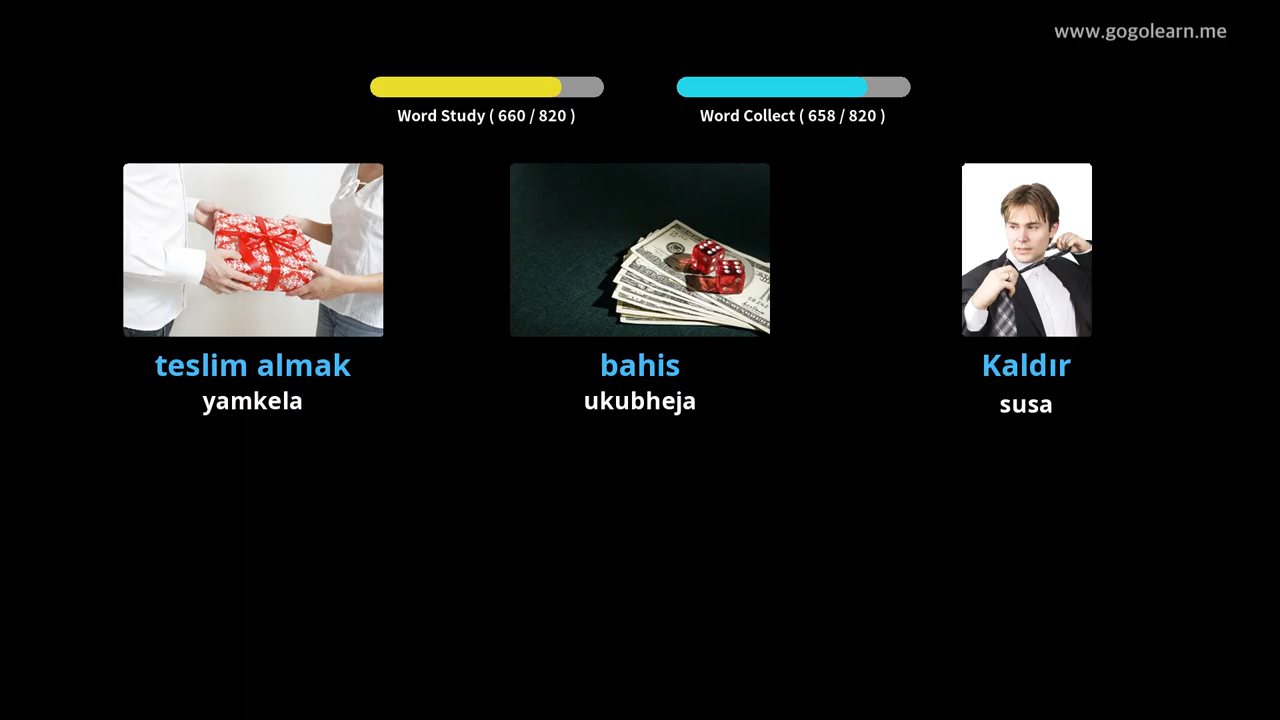 www.gogolearn.me
Word Study ( 660 / 820 )
Word Collect ( 658 / 820 )
teslim almak
yamkela
bahis
ukubheja
Kaldır
susa